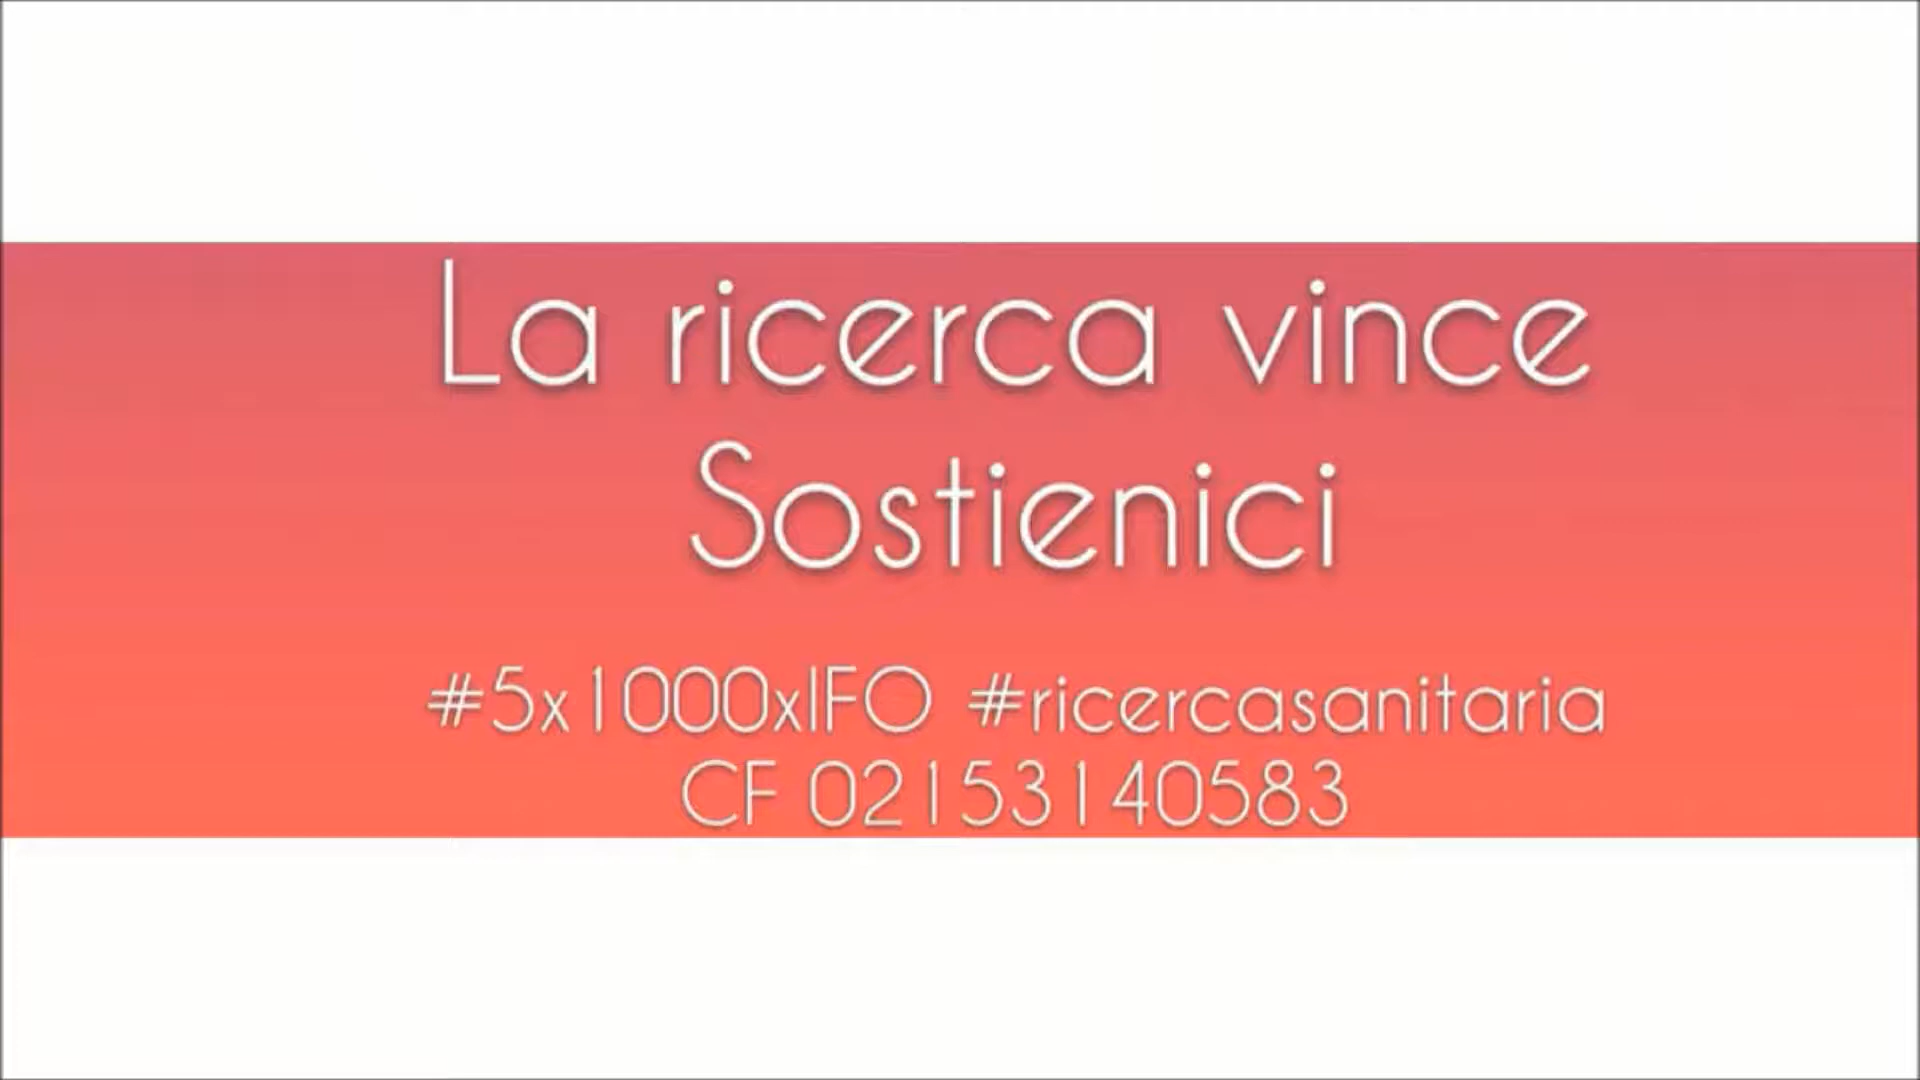 La ricerca vince
Sostienici
#5x1000xIFO #ricercasanitaria
CF 02153140583